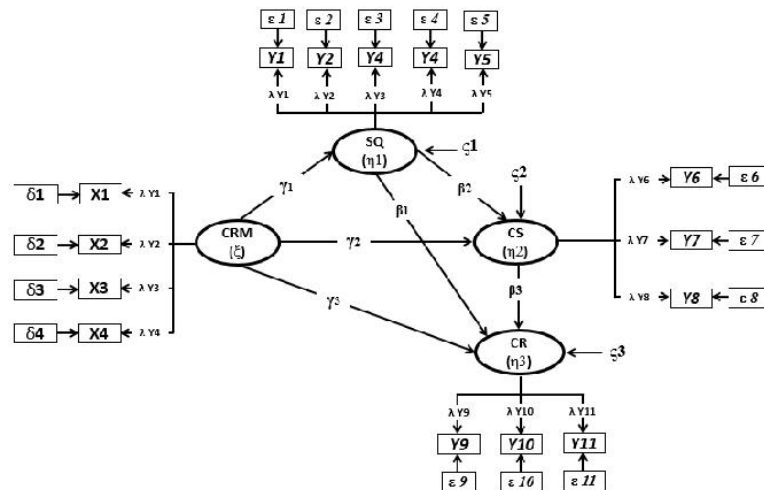 ε 1 ε 2 ε 3 ε 4 ε 5
Y1 Y2 Y4 Y4 Y5
λ Y1 λ Y2 λ Y3 λ Y4 λ Y5
SQ
(η1)
ς1
γ1
β2
ς2
β1
δ1 X1 λ Y1
δ2 X2 λ Y2
δ3 X3 λ Y3
δ4 X4 λ Y4
CRM
(ξ)
γ2
CS
(η2)
λ Y6 Y6 ε 6
λ Y7 Y7 ε 7
λ Y8 Y8 ε 8
γ3
β3
CR
(η3)
ς3
λ Y9 λ Y10 λ Y11
Y9 Y10 Y11
ε 9 ε 10 ε 11